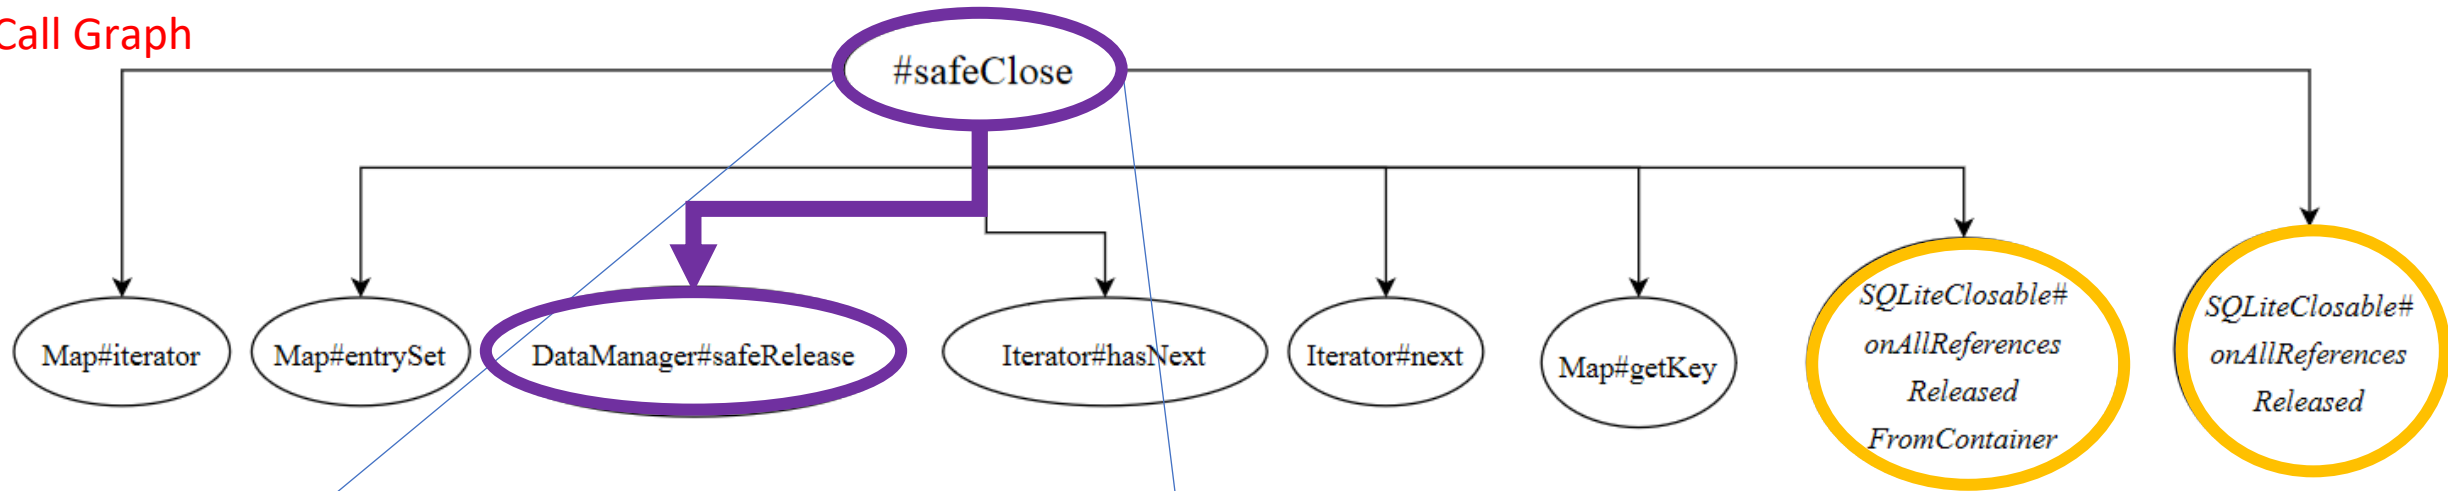 Call Graph
#safeClose
Map#iterator
Map#entrySet
DataManager#safeRelease
Iterator#hasNext
Iterator#next
Map#getKey
SQLiteClosable#
onAllReferences
Released
FromContainer
SQLiteClosable#
onAllReferences
Released